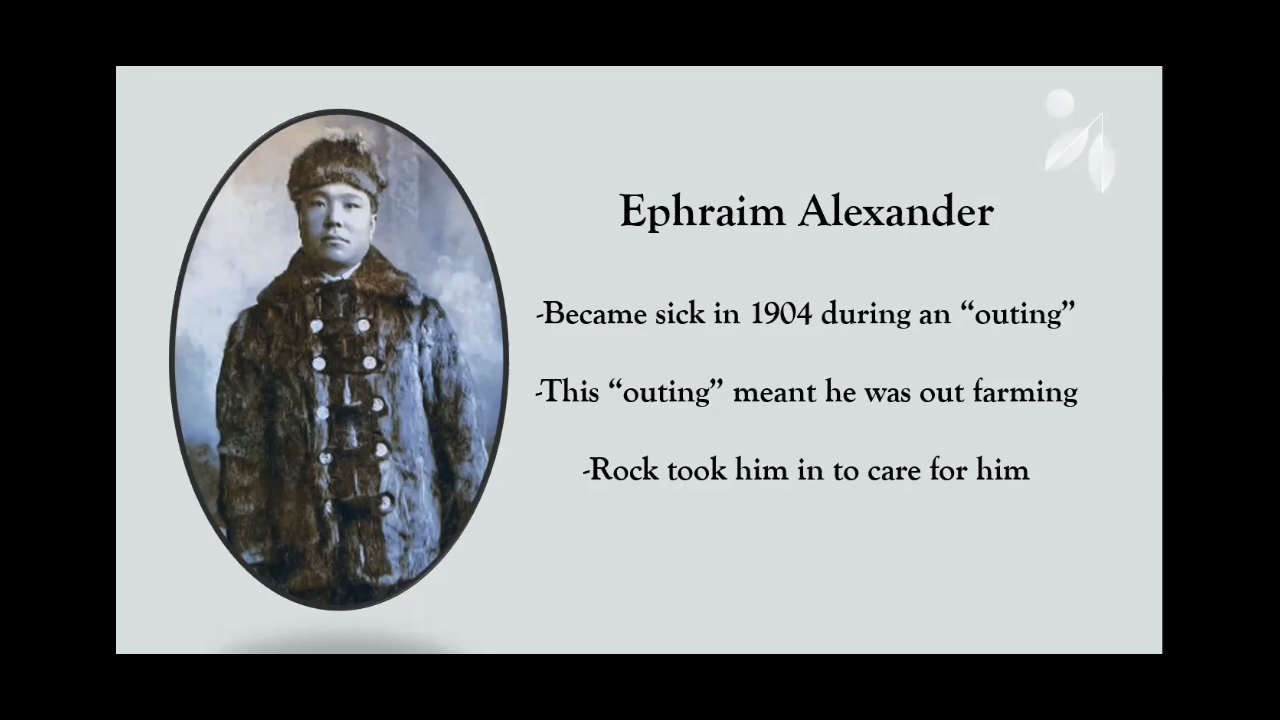 Ephraim Alexander
-Became sick in 1904 during an “outing”
-This “outing” meant he was out farming
-Rock took him in to care for him